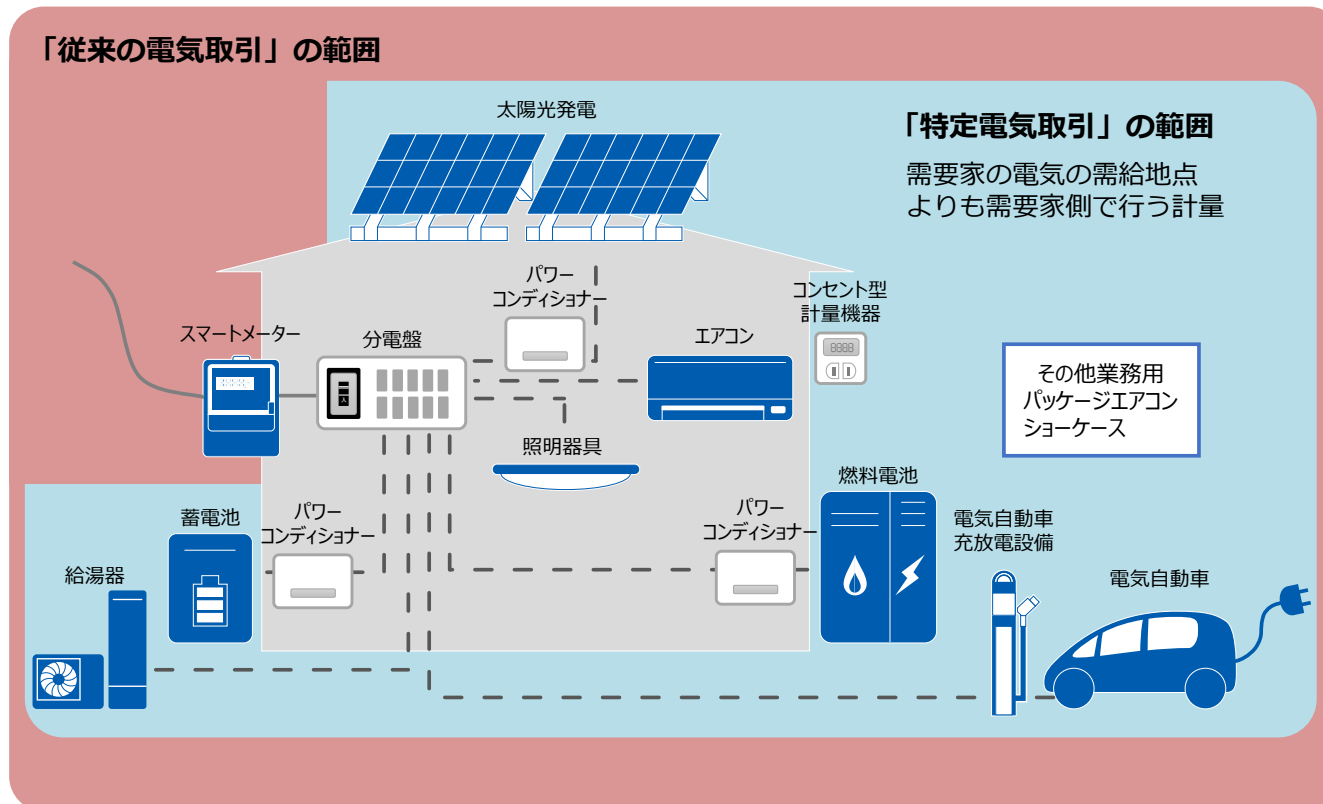 「従来の電気取引」の範囲
太陽光発電
「特定電気取引」の範囲
需要家の電気の需給地点
よりも需要家側で行う計量
パワー
コンディショナー
コンセント型
計量機器
スマートメーター
分電盤
エアコン
8888
その他業務用
パッケージエアコン
ショーケース
照明器具
燃料電池
蓄電池
パワー
コンディショナー
パワー
コンディショナー
電気自動車
充放電設備
給湯器
電気自動車